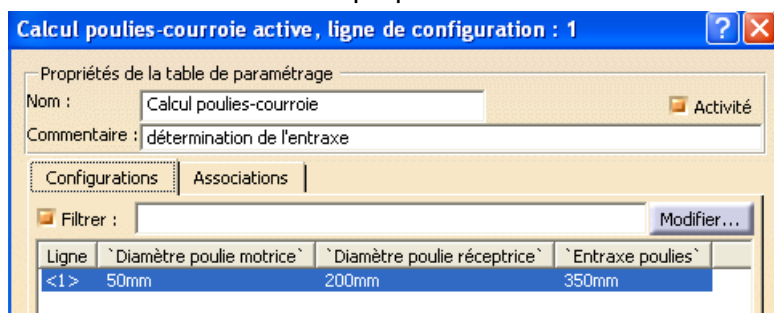 Calcul poulies-courroie active, ligne de configuration : 1
Propriétés de la table de paramétrage
Nom : Calcul poulies-courroie Activité
Commentaire : détermination de l'entraxe
Configurations Associations
Filtrer : Modifier...
Ligne `Diamètre poulie motrice` `Diamètre poulie réceptrice` `Entraxe poulies`
<1> 50mm 200mm 350mm